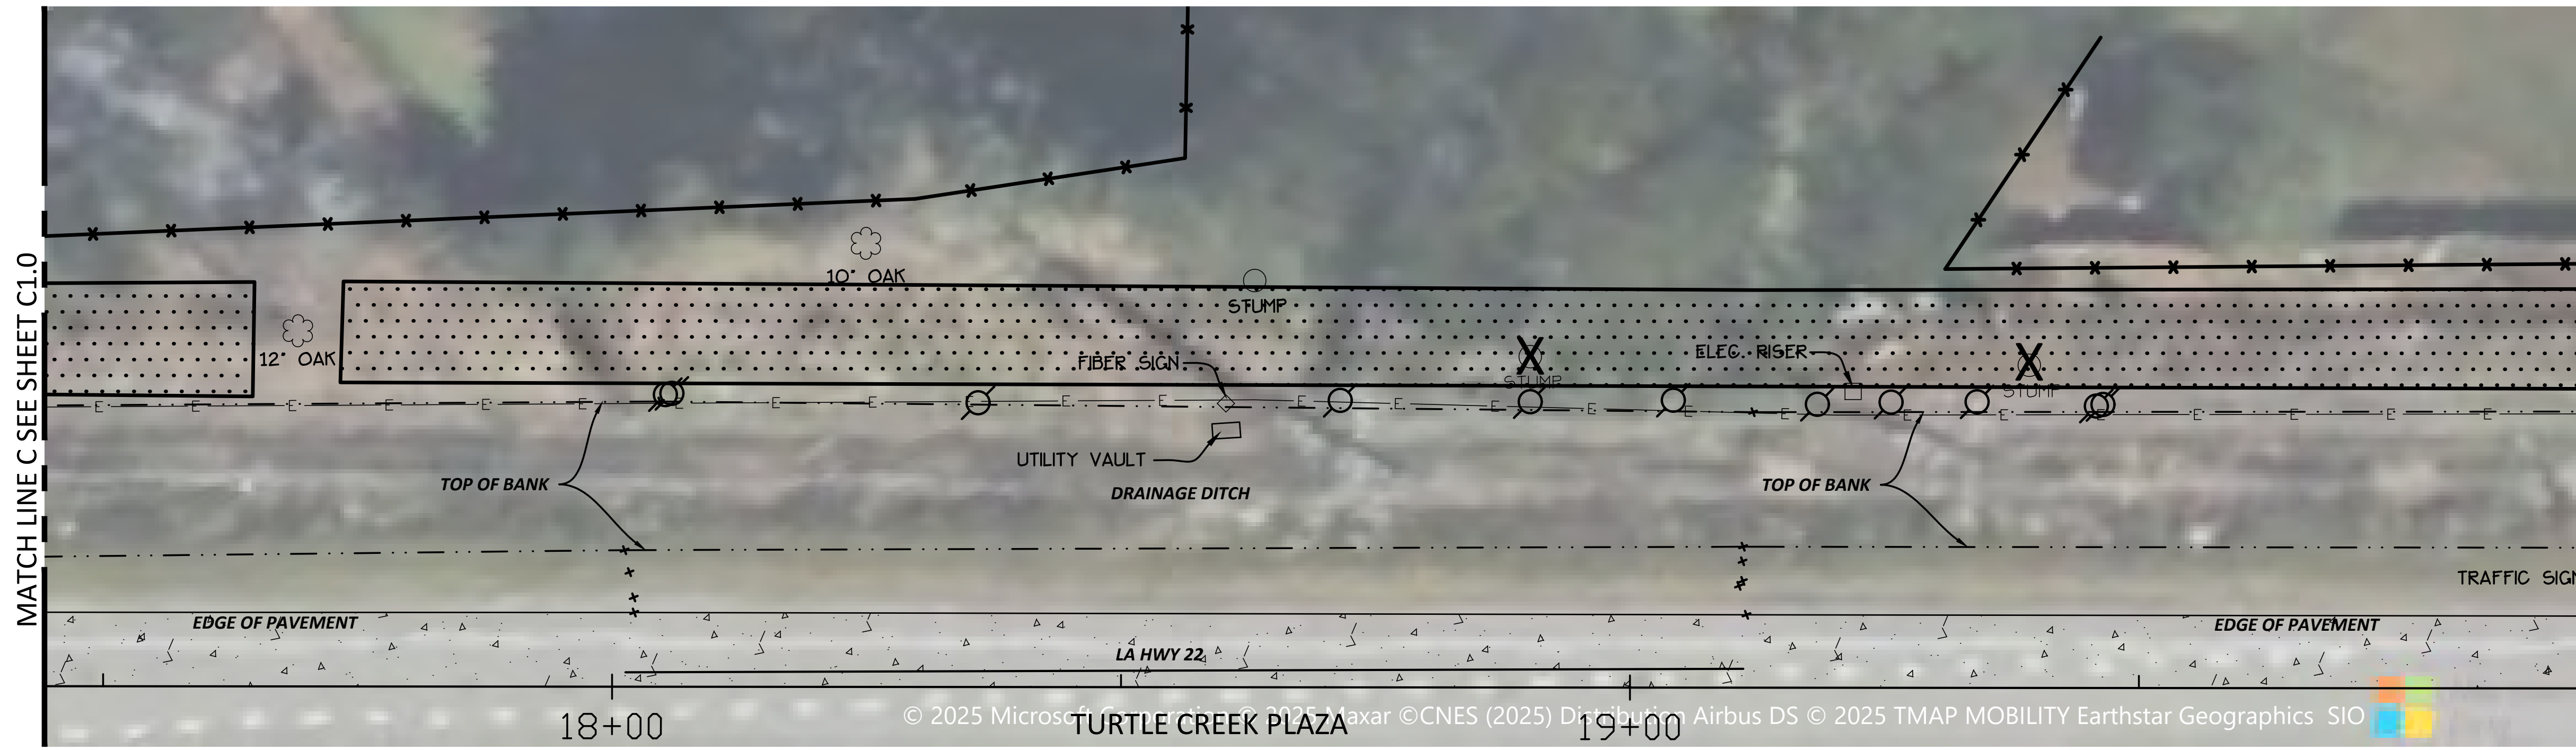 MATCH LINE C SEE SHEET C1.0
10" OAK
STUMP
12" OAK
FIBER SIGN
ELEC. RISER
STUMP
STUMP
E E E E E E E E E E E E E E E E E E E E E E E E
UTILITY VAULT
TOP OF BANK
DRAINAGE DITCH
TOP OF BANK
TRAFFIC SIGN
EDGE OF PAVEMENT
EDGE OF PAVEMENT
LA HWY 22
18+00
TURTLE CREEK PLAZA
19+00
© 2025 Microsoft Corporation © 2025 Maxar ©CNES (2025) Distribution Airbus DS © 2025 TMAP MOBILITY Earthstar Geographics SIO